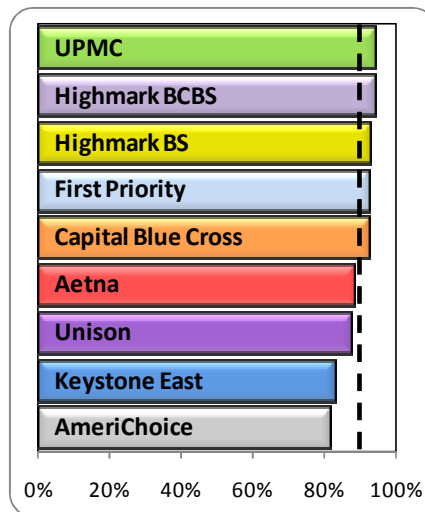 UPMC
Highmark BCBS
Highmark BS
First Priority
Capital Blue Cross
Aetna
Unison
Keystone East
AmeriChoice
0% 20% 40% 60% 80% 100%